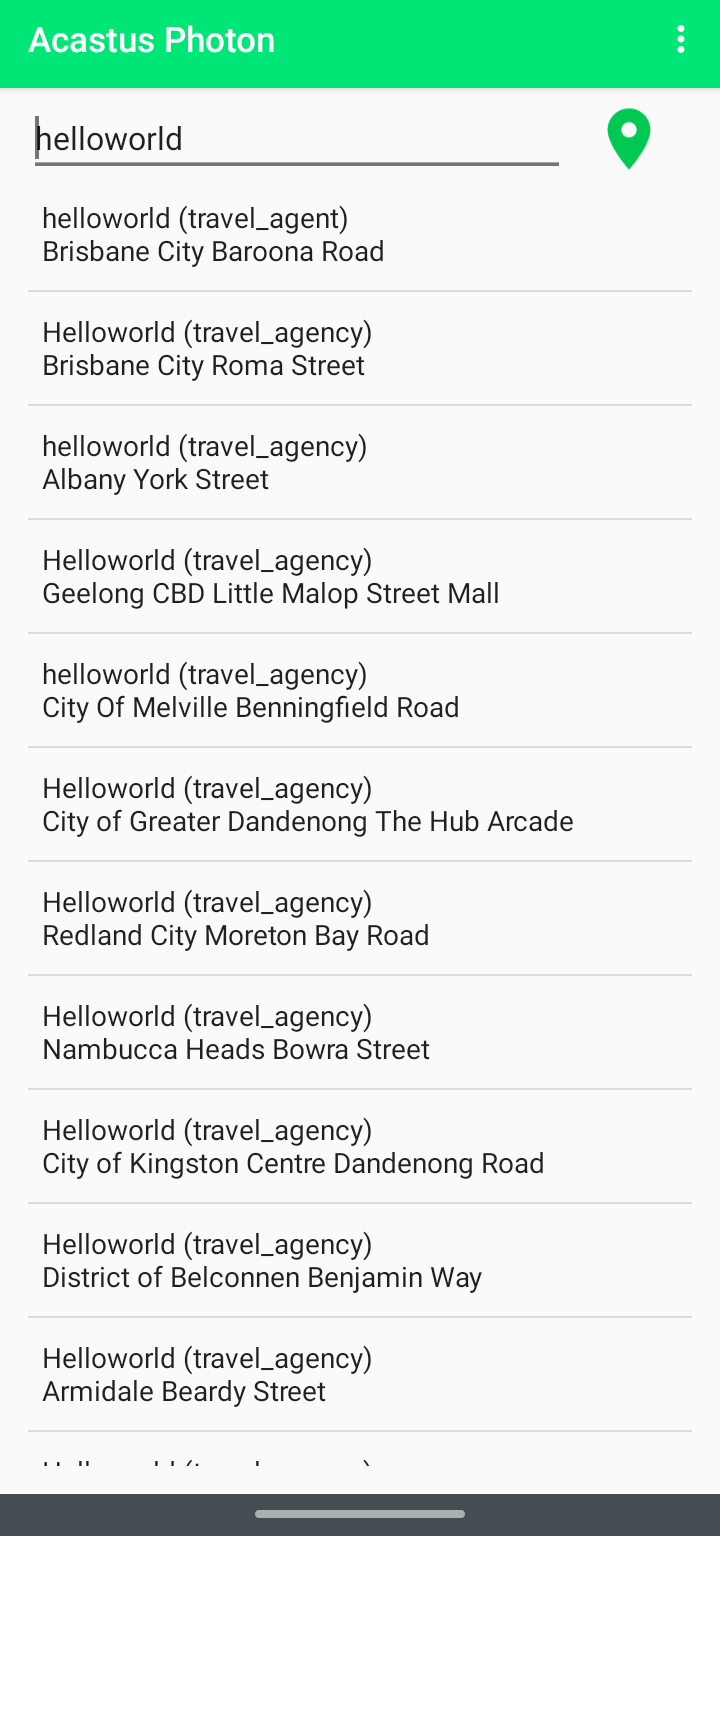 Acastus Photon
helloworld
helloworld (travel_agent)
Brisbane City Baroona Road
Helloworld (travel_agency)
Brisbane City Roma Street
helloworld (travel_agency)
Albany York Street
Helloworld (travel_agency)
Geelong CBD Little Malop Street Mall
helloworld (travel_agency)
City Of Melville Benningfield Road
Helloworld (travel_agency)
City of Greater Dandenong The Hub Arcade
Helloworld (travel_agency)
Redland City Moreton Bay Road
Helloworld (travel_agency)
Nambucca Heads Bowra Street
Helloworld (travel_agency)
City of Kingston Centre Dandenong Road
Helloworld (travel_agency)
District of Belconnen Benjamin Way
Helloworld (travel_agency)
Armidale Beardy Street